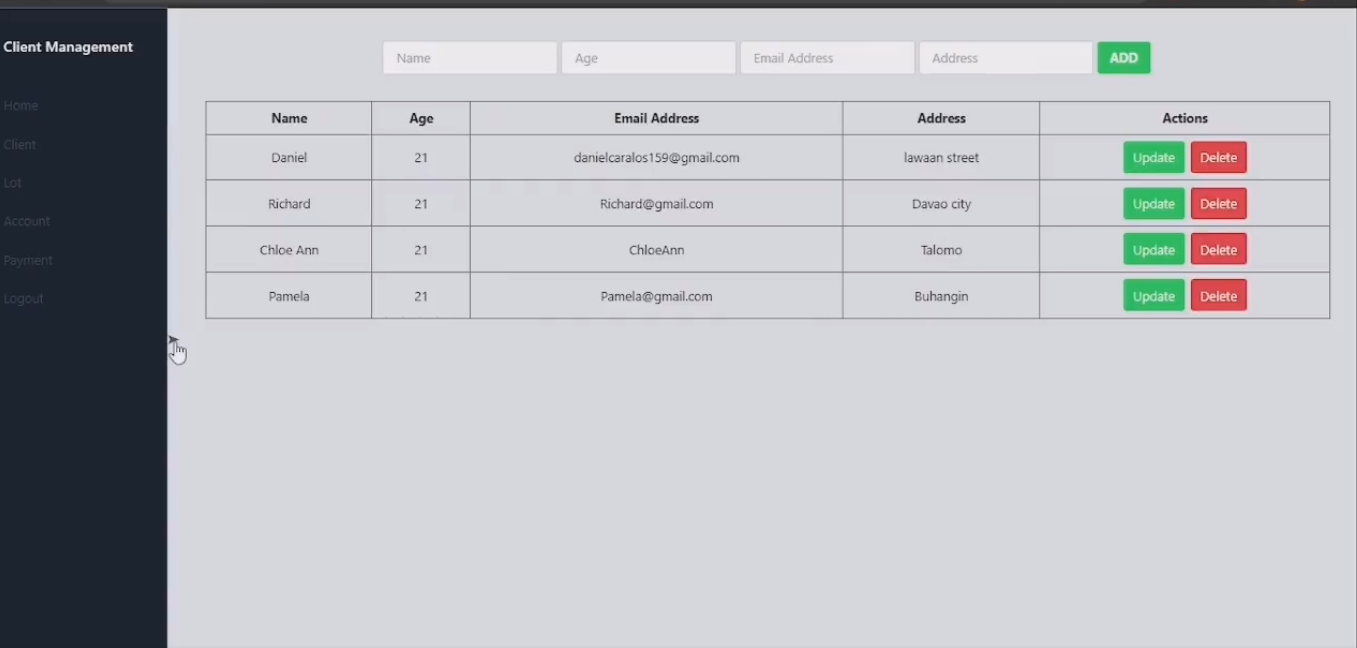 Client Management
Home
Client
Lot
Account
Payment
Logout
Name Age Email Address Address ADD
Name Age Email Address Address Actions
Daniel 21 danielcaralos159@gmail.com lawaan street Update Delete
Richard 21 Richard@gmail.com Davao city Update Delete
Chloe Ann 21 ChloeAnn Talomo Update Delete
Pamela 21 Pamela@gmail.com Buhangin Update Delete